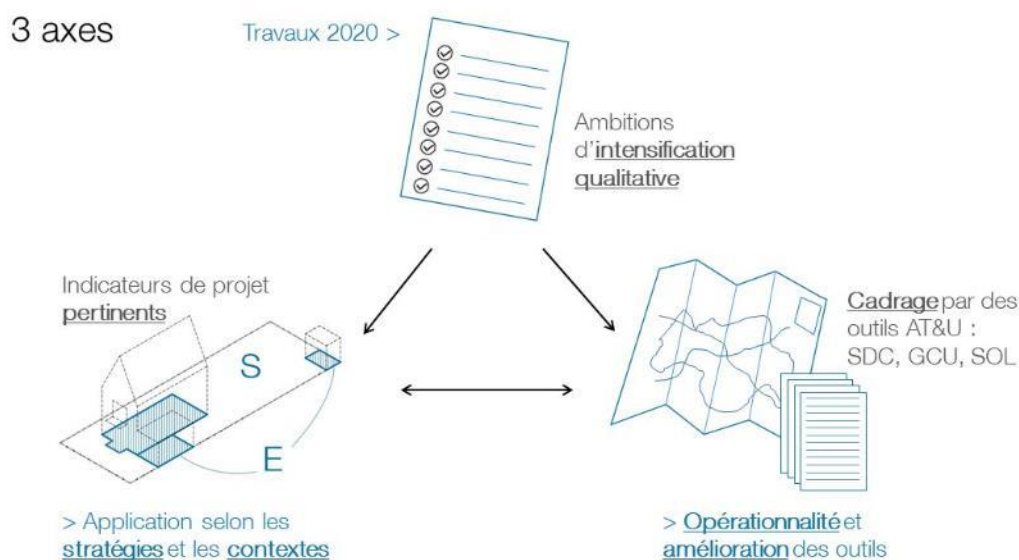 3 axes
Travaux 2020 >
Ambitions
d'intensification
qualitative
Indicateurs de projet
pertinents
S
E
> Application selon les
stratégies et les contextes
Cadrage par des
outils AT&U :
SDC, GCU, SOL
> Opérationnalité et
amélioration des outils